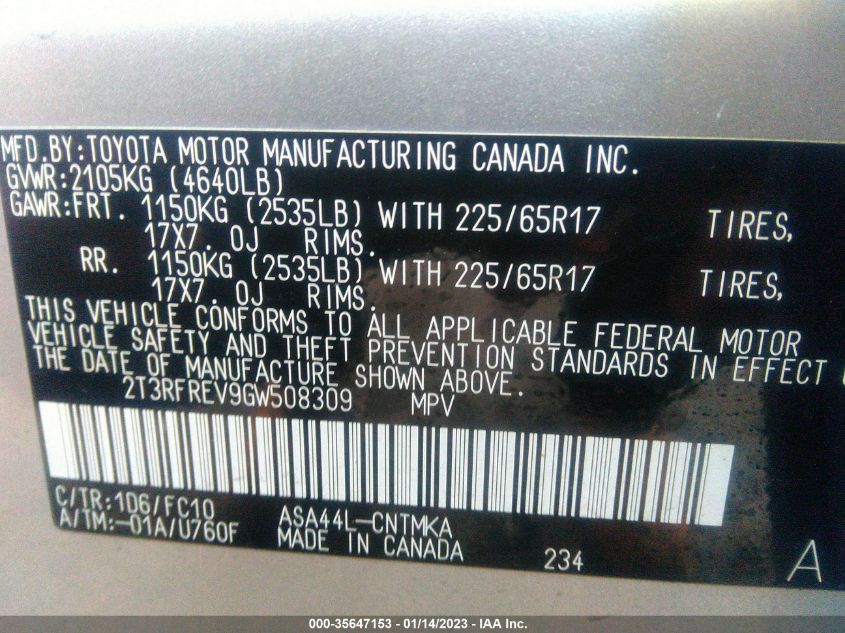 MFD.BY:TOYOTA MOTOR MANUFACTURING CANADA INC.
GVWR:2105KG (4640LB)
GAWR:FRT. 1150KG (2535LB) WITH 225/65R17 TIRES,
17X7.0J RIMS.
RR. 1150KG (2535LB) WITH 225/65R17 TIRES,
17X7.0J RIMS.
THIS VEHICLE CONFORMS TO ALL APPLICABLE FEDERAL MOTOR
VEHICLE SAFETY AND THEFT PREVENTION STANDARDS IN EFFECT
THE DATE OF MANUFACTURE SHOWN ABOVE.
2T3RFREV9GW508309 MPV
C/TR:1D6/FC10
A/TM:-01A/U760F
ASA44L-CNTMKA
MADE IN CANADA
234
A
000-35647153 - 01/14/2023 - IAA Inc.